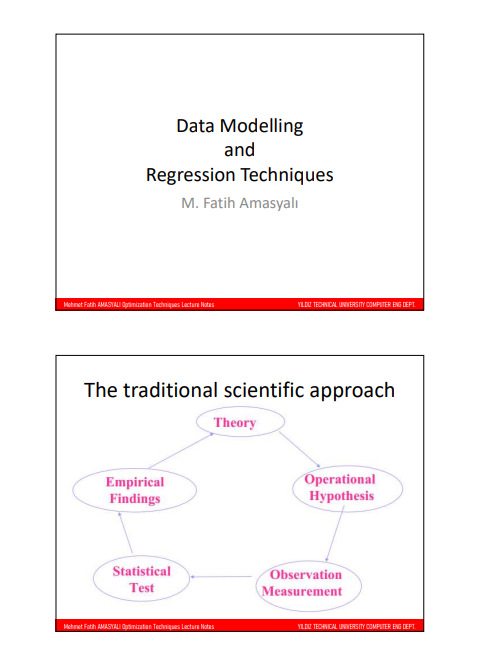 Data Modelling
and
Regression Techniques
M. Fatih Amasyalı
Mehmet Fatih AMASYALI Optimization Techniques Lecture Notes
YILDIZ TECHNICAL UNIVERSITY COMPUTER ENG DEPT.
The traditional scientific approach
Theory
Operational
Hypothesis
Observation
Measurement
Statistical
Test
Empirical
Findings
Mehmet Fatih AMASYALI Optimization Techniques Lecture Notes
YILDIZ TECHNICAL UNIVERSITY COMPUTER ENG DEPT.